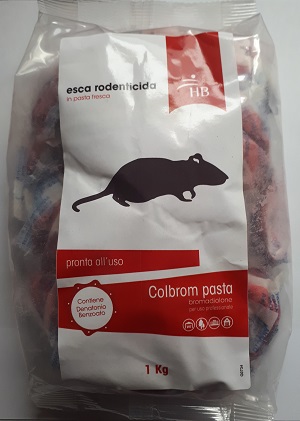 esca rodenticida
in pasta fresca
HB
pronta all'uso
Contiene
Denatonio
Benzoato
Colbrom pasta
bromadiolone
per uso professionale
1 Kg